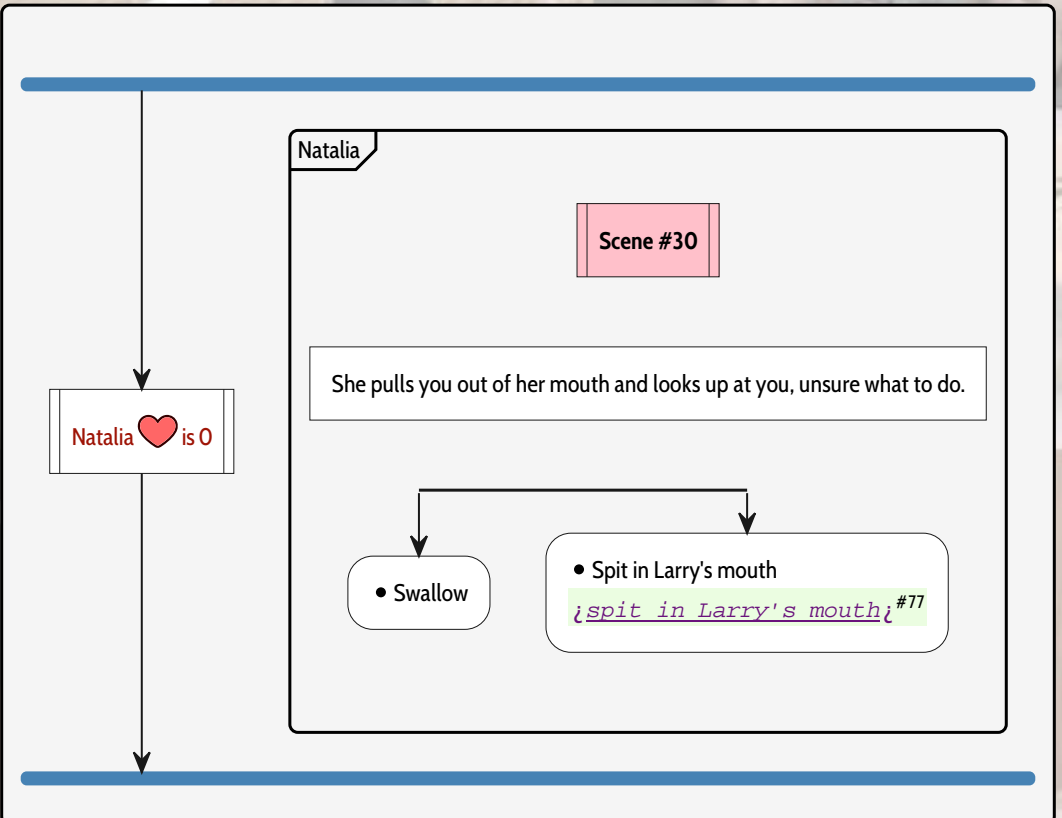 Natalia
Scene #30
She pulls you out of her mouth and looks up at you, unsure what to do.
Natalia is 0
• Swallow
• Spit in Larry's mouth
¿spit in Larry's mouth¿#77